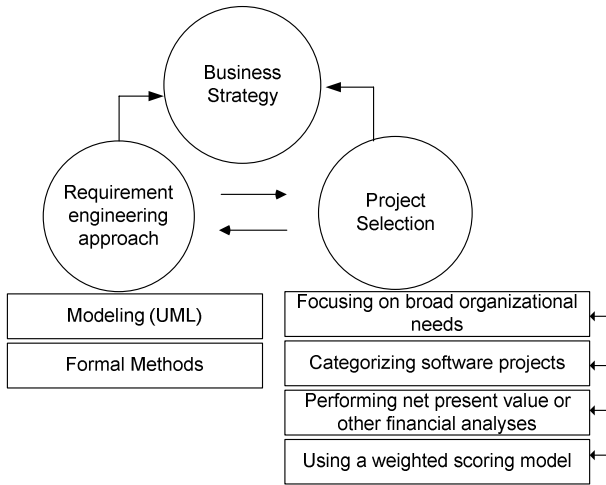 Business
Strategy
Requirement
engineering
approach
Project
Selection
Modeling (UML)
Formal Methods
Focusing on broad organizational
needs
Categorizing software projects
Performing net present value or
other financial analyses
Using a weighted scoring model